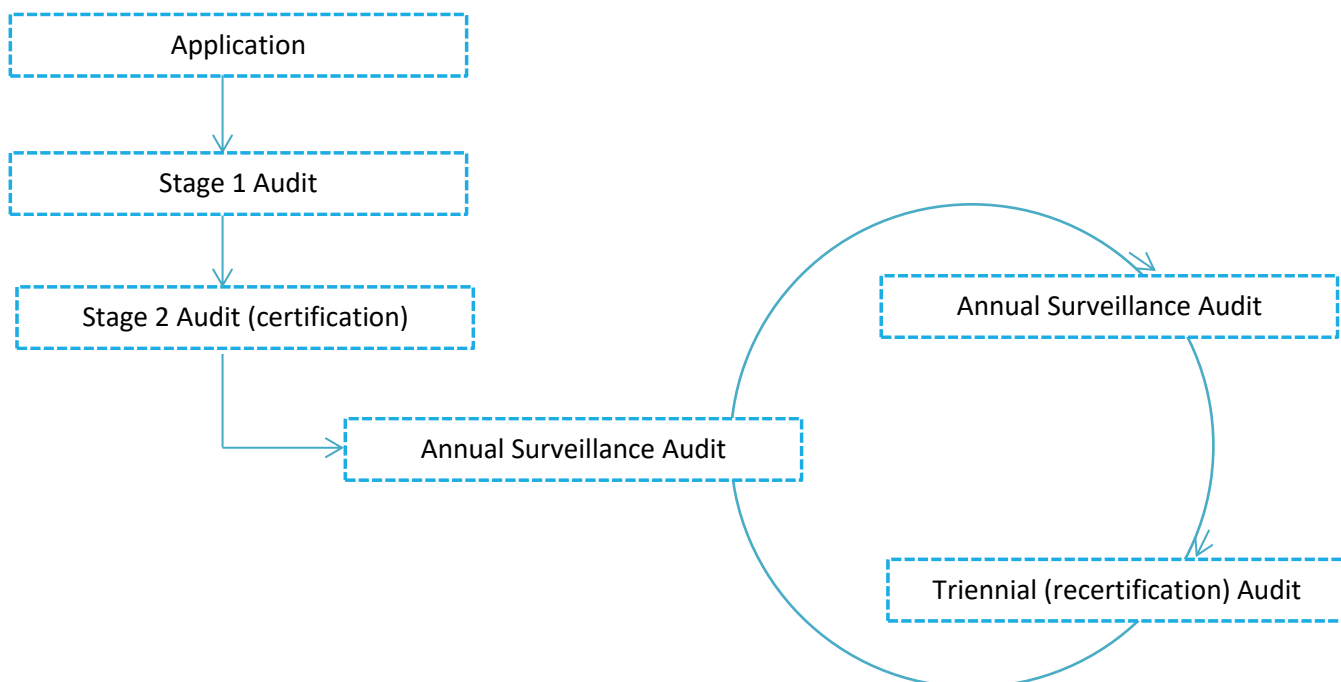 Application
Stage 1 Audit
Stage 2 Audit (certification)
Annual Surveillance Audit
Annual Surveillance Audit
Triennial (recertification) Audit